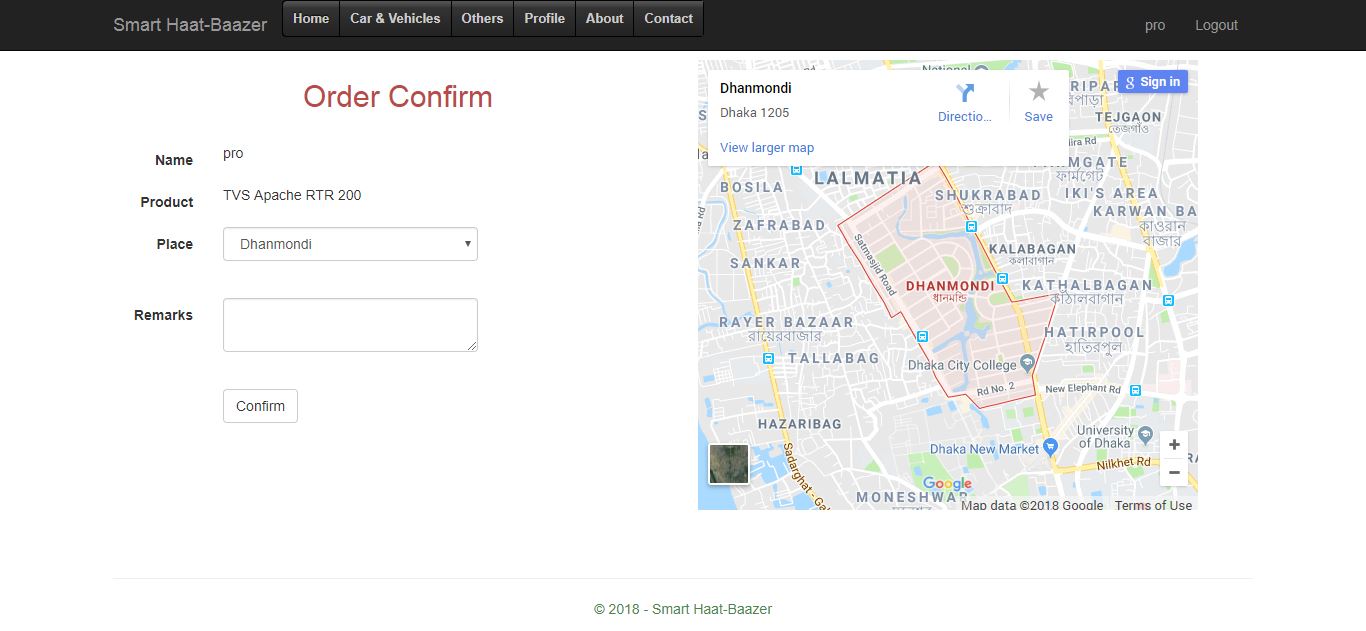 Smart Haat-Baazer Home Car & Vehicles Others Profile About Contact pro Logout
Order Confirm
Name pro
Product TVS Apache RTR 200
Place Dhanmondi
Remarks
Confirm
Dhanmondi
Dhaka 1205
View larger map
Directio...
Save
Sign in
TEJGAON
তেজগাঁও
BOSILA
LALMATIA
SHUKRABAD
শুক্রাবাদ
ফার্মগেট
IKI'S AREA
ZAFRABAD
KARWAN BA
কাওরান
বাজার
Satmasjid Road
SANKAR
KALABAGAN
কলাবাগান
DHANMONDI
ধানমন্ডি
KATHALBAGAN
কাঁঠালবাগান
RAYER BAZAAR
রায়েরবাজার
HATIRPOOL
হাতিরপুল
TALLABAG
Dhaka City College
Rd No. 2
New Elephant Rd
HAZARIBAG
University
of Dhaka
Dhaka New Market
Nilkhet Rd
Sadarghat - Ga
Google
MONESHWAR
Map data ©2018 Google Terms of Use
© 2018 - Smart Haat-Baazer